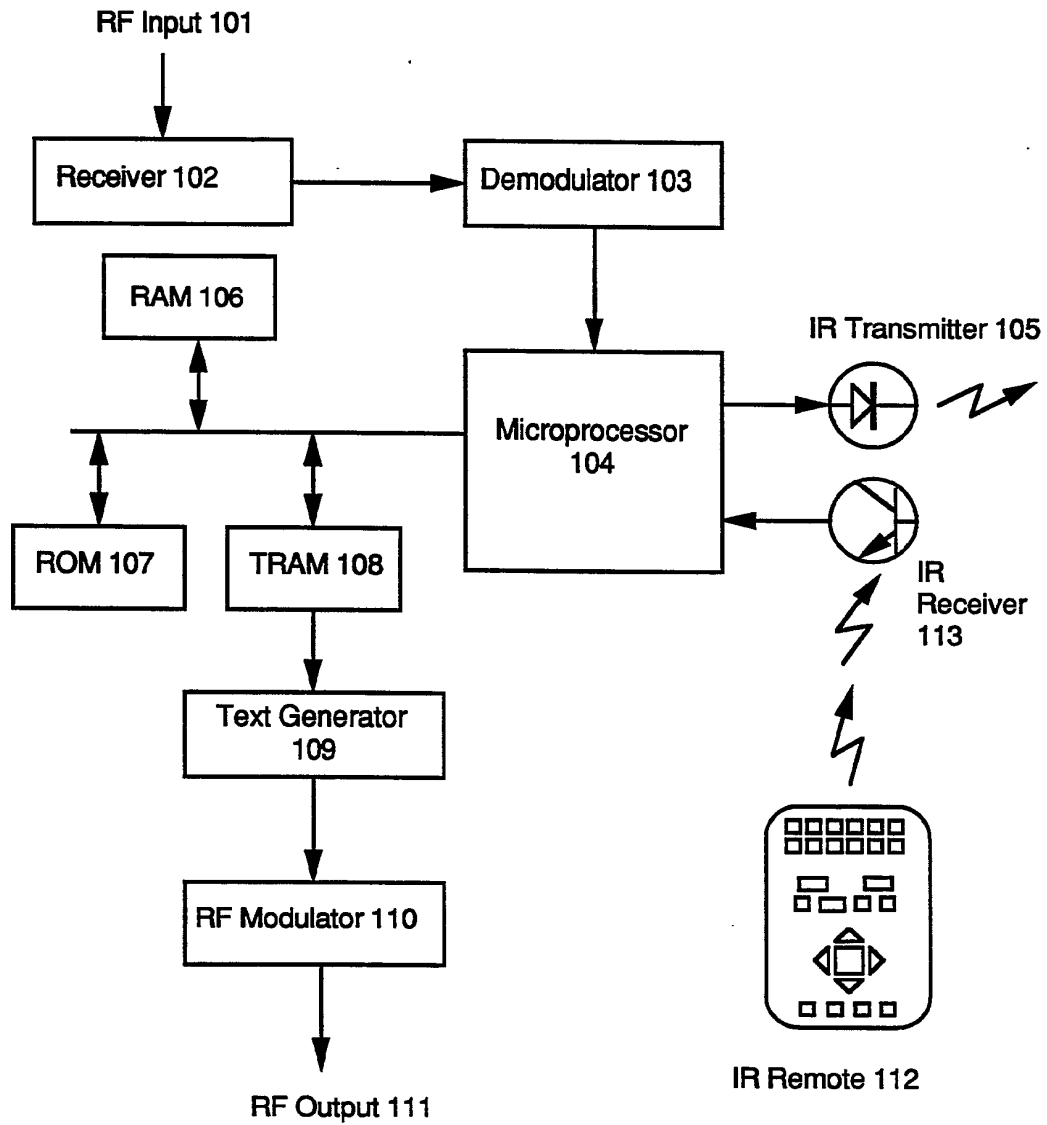 RF Input 101
Receiver 102
Demodulator 103
RAM 106
IR Transmitter 105
Microprocessor
104
ROM 107
TRAM 108
IR
Receiver
113
Text Generator
109
RF Modulator 110
IR Remote 112
RF Output 111